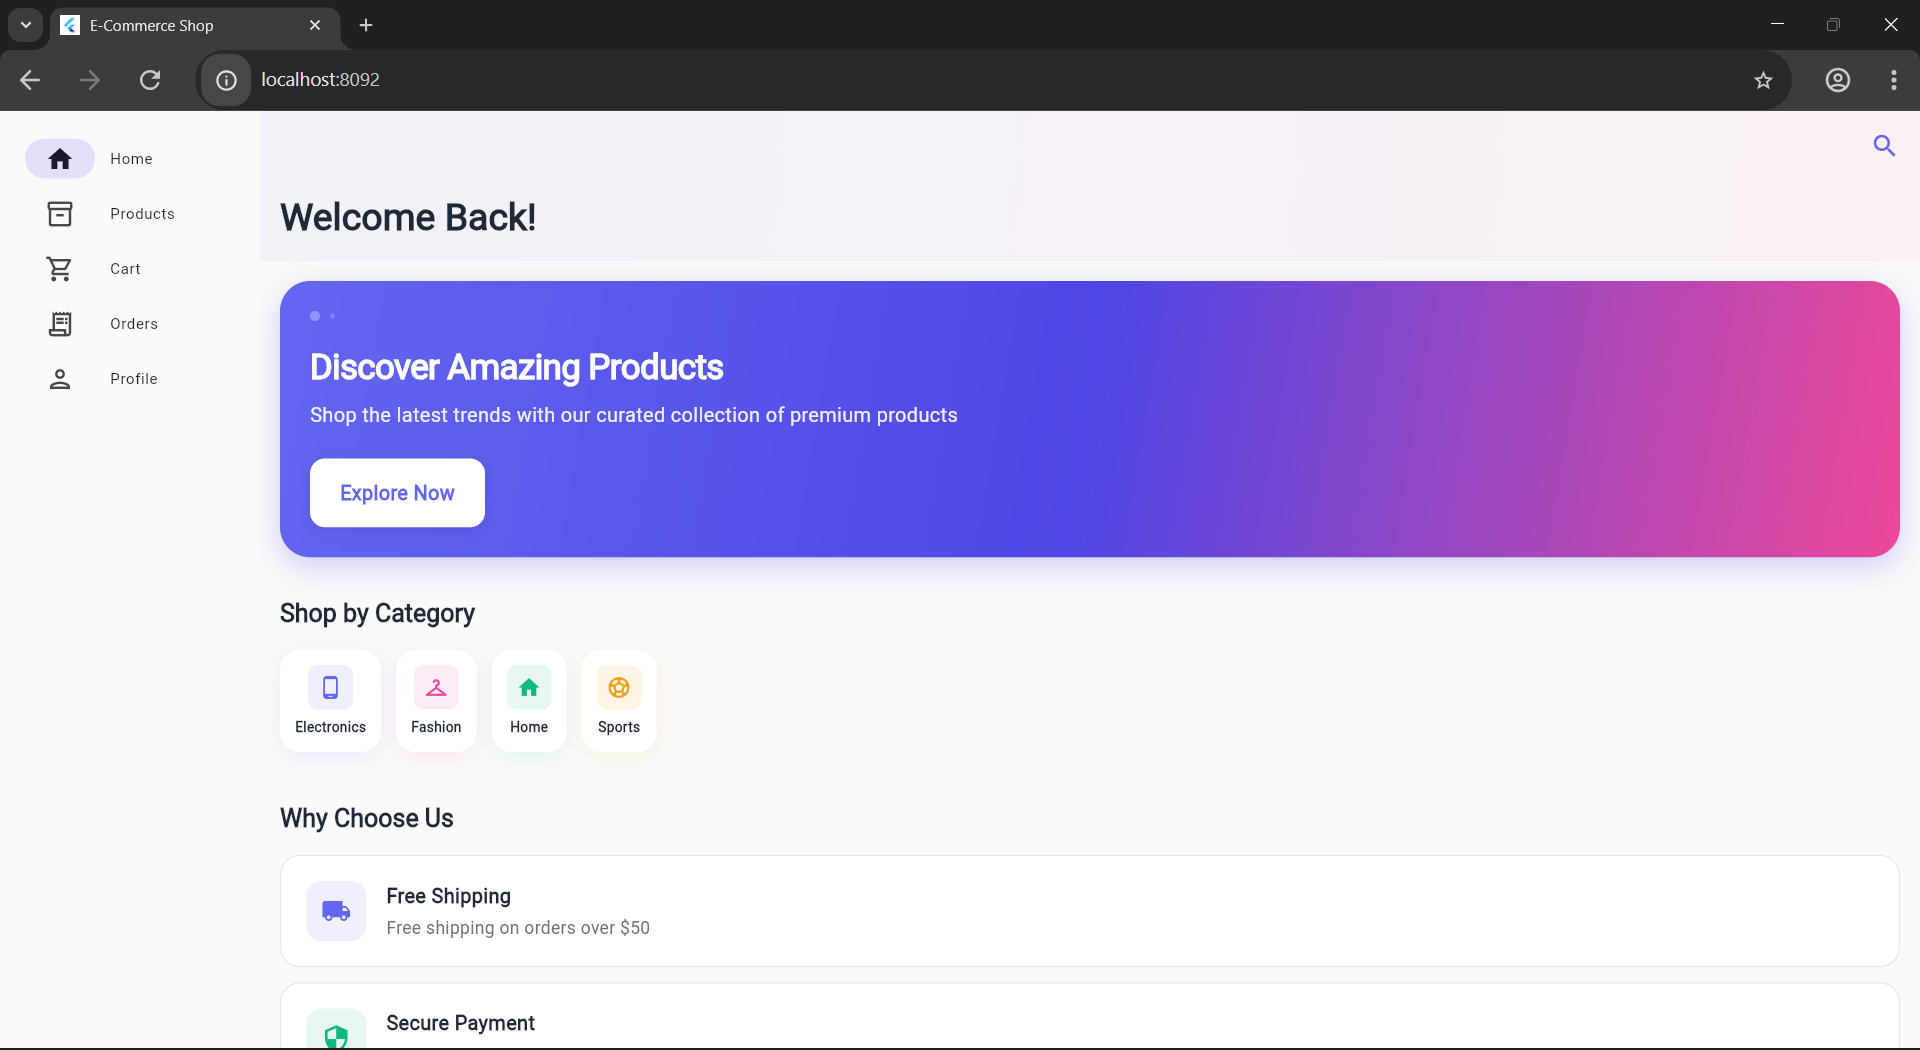 E-Commerce Shop
localhost:8092
Home
Products
Cart
Orders
Profile
Welcome Back!
Discover Amazing Products
Shop the latest trends with our curated collection of premium products
Explore Now
Shop by Category
Electronics
Fashion
Home
Sports
Why Choose Us
Free Shipping
Free shipping on orders over $50
Secure Payment